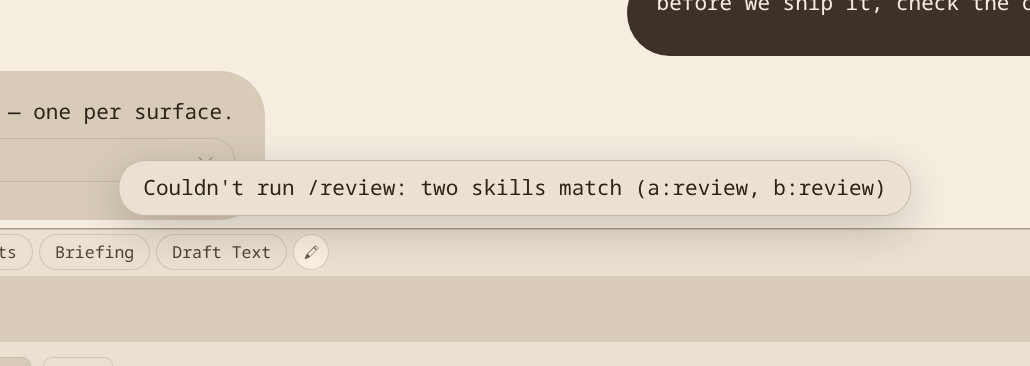 before we ship it, check the
— one per surface.
Couldn't run /review: two skills match (a:review, b:review)
ts Briefing Draft Text